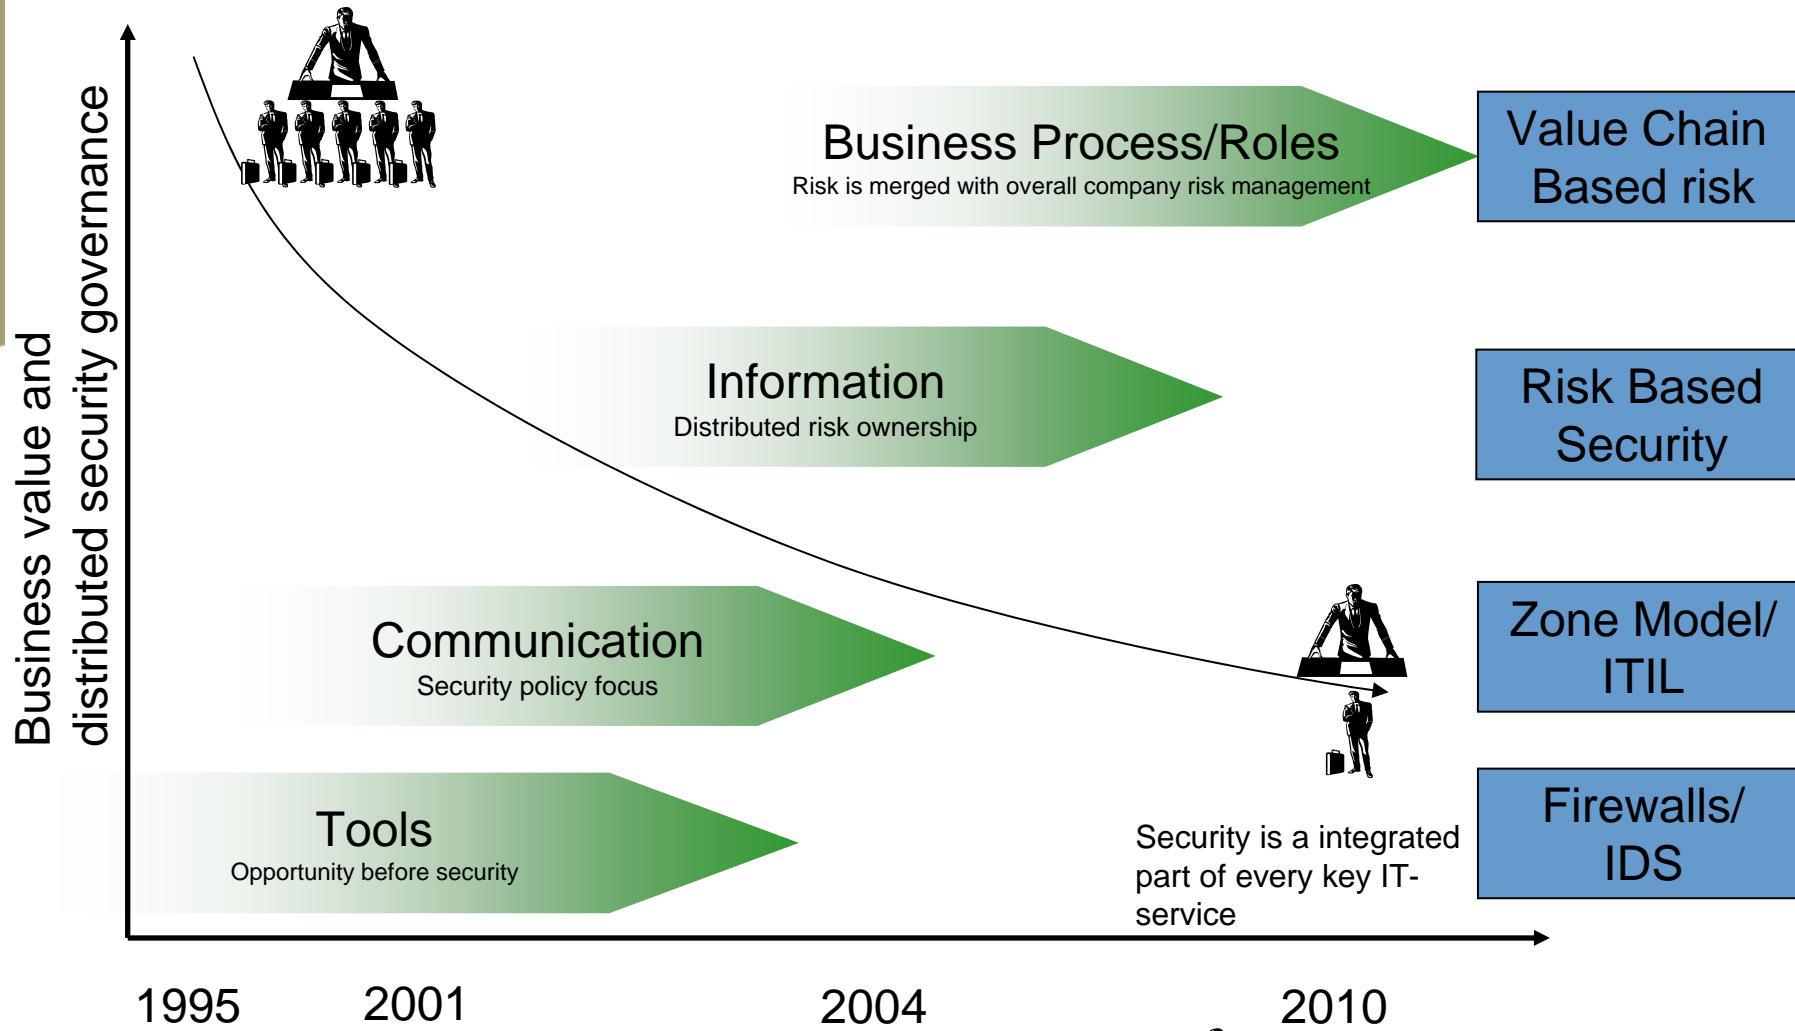 Business value and
distributed security governance
Business Process/Roles
Risk is merged with overall company risk management
Value Chain
Based risk
Information
Distributed risk ownership
Risk Based
Security
Communication
Security policy focus
Zone Model/
ITIL
Tools
Opportunity before security
Security is a integrated
part of every key IT-
service
Firewalls/
IDS
1995
2001
2004
2010